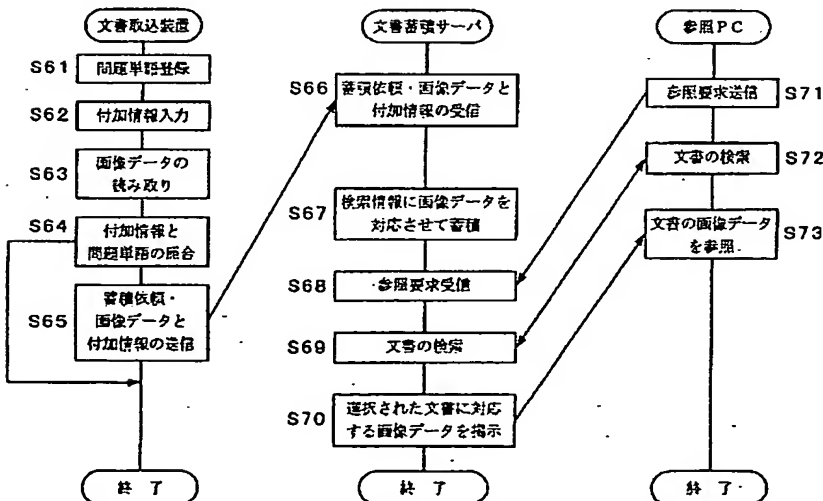 文書取込装置
S61
問題単語登録
S62
付加情報入力
S63
画像データの
読み取り
S64
付加情報と
問題単語の照合
S65
蓄積依頼・
画像データと
付加情報の送信
終了
文書蓄積サーバ
S66
蓄積依頼・画像データと
付加情報の受信
S67
検索情報に画像データを
対応させて蓄積
S68
参照要求受信
S69
文書の検索
S70
選択された文書に対応
する画像データを掲示
終了
参照PC
参照要求送信
S71
文書の検索
S72
文書の画像データ
を参照
S73
終了